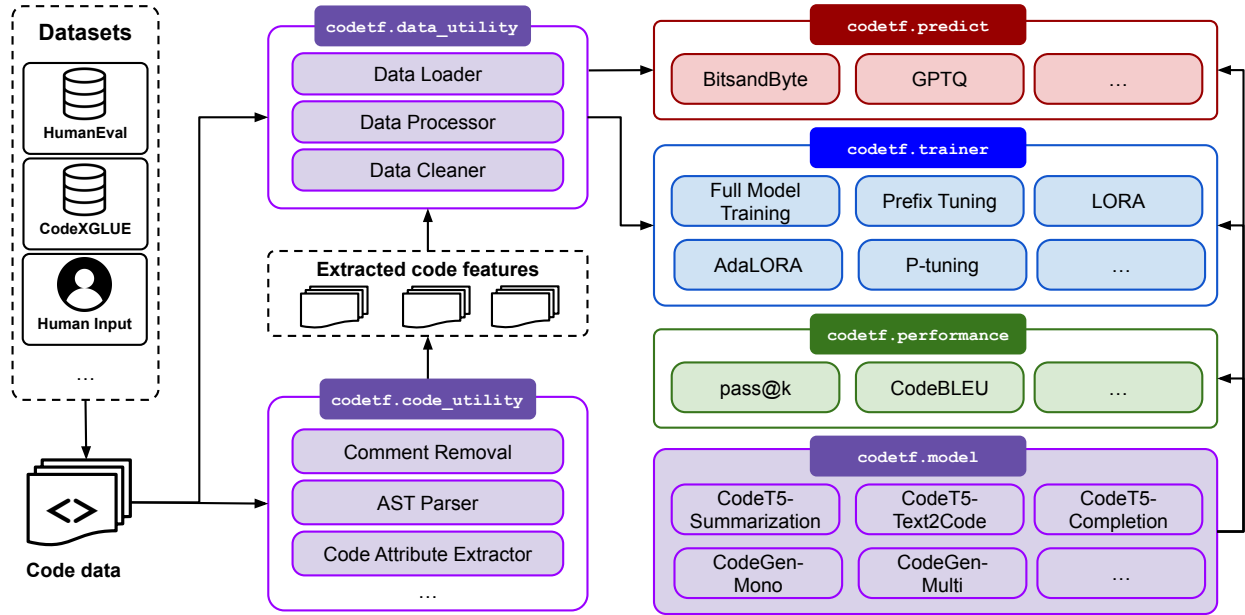 Datasets
HumanEval
CodeXGLUE
Human Input
...
<>
Code data
codetf.data_utility
Data Loader
Data Processor
Data Cleaner
Extracted code features
codetf.code_utility
Comment Removal
AST Parser
Code Attribute Extractor
...
codetf.predict
BitsandByte
GPTQ
...
codetf.trainer
Full Model
Training
Prefix Tuning
LORA
AdaLORA
P-tuning
...
codetf.performance
pass@k
CodeBLEU
...
codetf.model
CodeT5-
Summarization
CodeT5-
Text2Code
CodeT5-
Completion
CodeGen-
Mono
CodeGen-
Multi
...